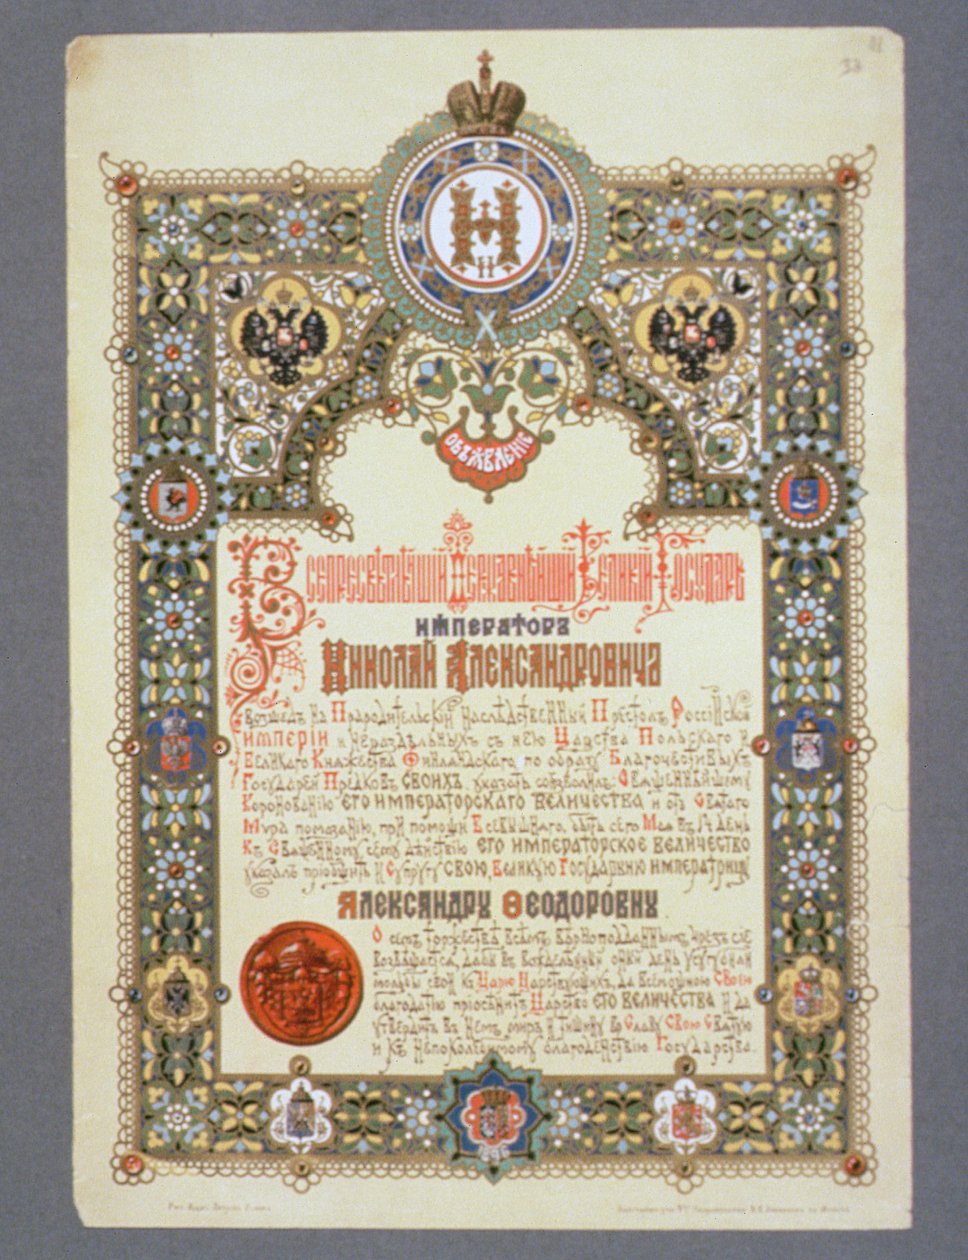 Н
II
ОБЪЯВЛЕНІЕ
Всепресвѣтлѣйшій Державнѣйшій Великій Государь
ИМПЕРАТОРЪ
НИКОЛАЙ АЛЕКСАНДРОВИЧЪ
возшедъ на Прародительскій наслѣдственный Престолъ Россійской
Имперіи и нераздѣльныхъ съ нею Царства Польскаго и
Великаго Княжества Финляндскаго, по образу Благочестивыхъ
Государей Предковъ СВОИХЪ, указать соизволилъ: Священнѣйшему
Коронованію ЕГО ИМПЕРАТОРСКАГО ВЕЛИЧЕСТВА и отъ Святаго
Мѵра помазанію, при помощи Всевышняго, быть сего Мая въ 14 день
Къ священному сему дѣйствію ЕГО ИМПЕРАТОРСКОЕ ВЕЛИЧЕСТВО
указалъ пріобщить и Супругу СВОЮ, Великую Государыню ИМПЕРАТРИЦУ
АЛЕКСАНДРУ ѲЕОДОРОВНУ
О семъ торжествѣ всѣмъ вѣрноподданнымъ чрезъ сіе
возвѣщается, дабы въ вожделѣнный оный день усугубили
мольбы свои къ Царю Царствующихъ, да Всемощною Своею
благодатію пріосѣнитъ Царство ЕГО ВЕЛИЧЕСТВА и да
утвердитъ въ немъ миръ и тишину во славу Свою Святую
и къ непоколебимому благоденствію Государства.
1896